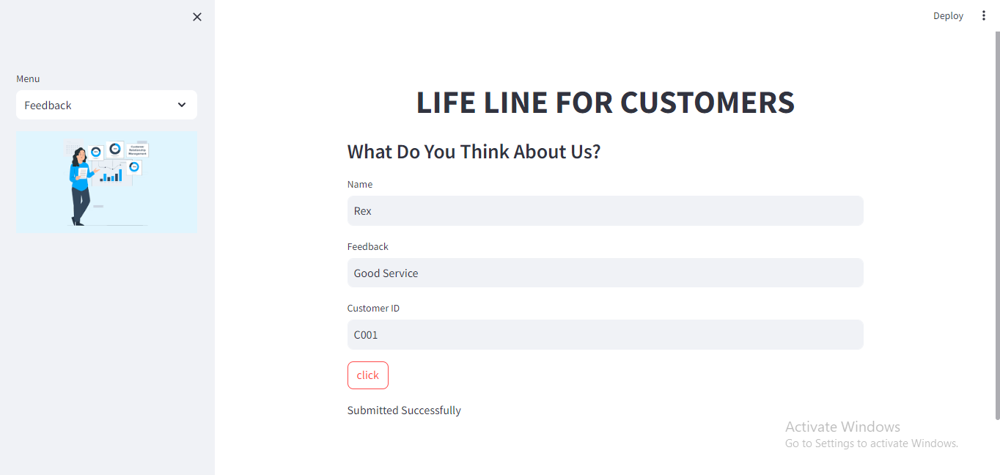 Deploy
Menu
Feedback
Customer
Relationship
Management
LIFE LINE FOR CUSTOMERS
What Do You Think About Us?
Name
Rex
Feedback
Good Service
Customer ID
C001
click
Submitted Successfully
Activate Windows
Go to Settings to activate Windows.